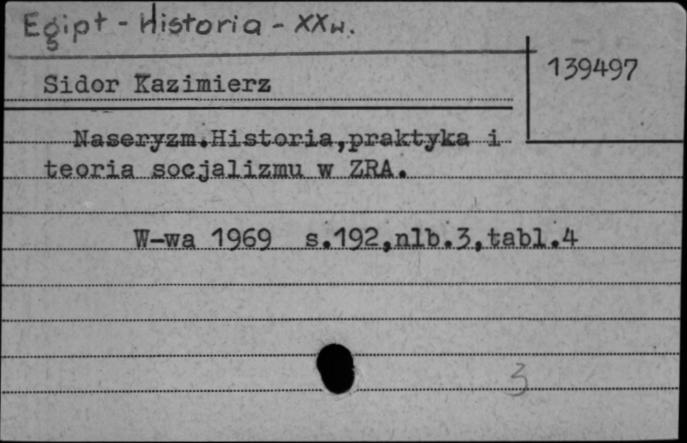 Egipt - Historia - XXw.
139497
Sidor Kazimierz
Naseryzm.Historia,praktyka i
teoria socjalizmu w ZRA.
W-wa 1969 s.192,nlb.3,tabl.4
3